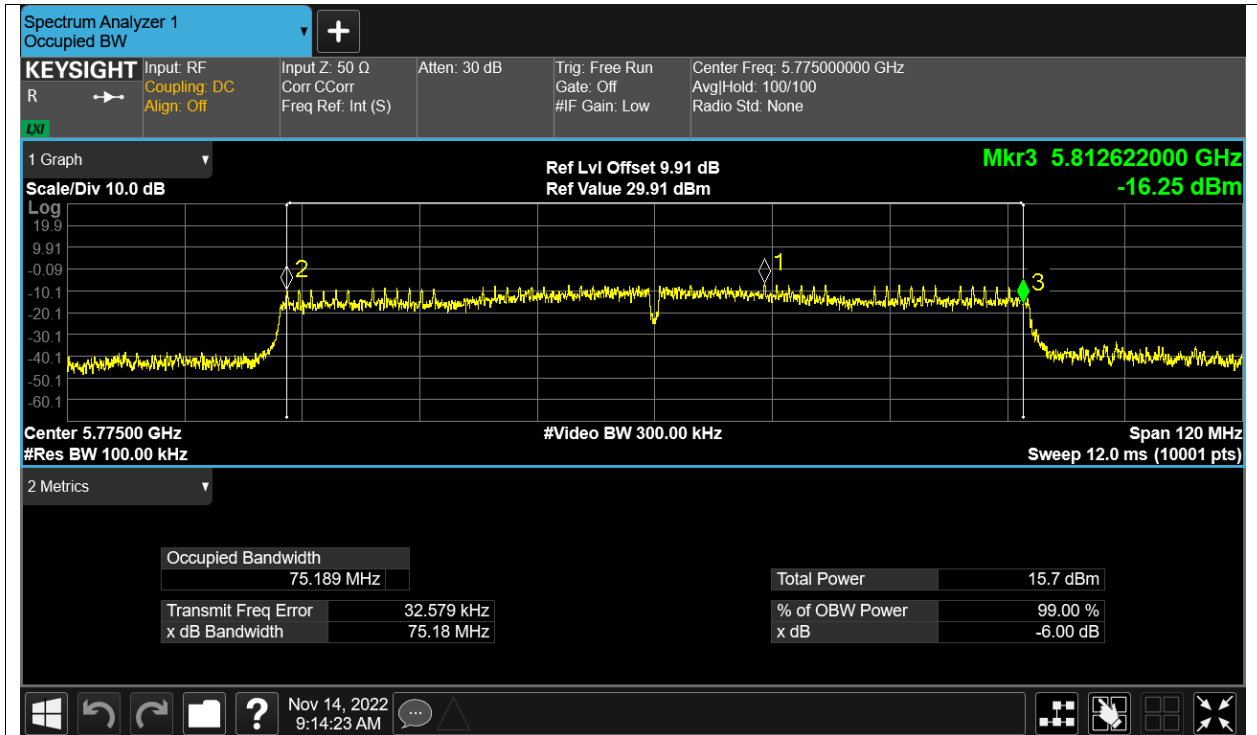 Spectrum Analyzer 1
Occupied BW
+
KEYSIGHT
R
LXI
Input: RF
Coupling: DC
Align: Off
Input Z: 50 Ω
Corr CCorr
Freq Ref: Int (S)
Atten: 30 dB
Trig: Free Run
Gate: Off
#IF Gain: Low
Center Freq: 5.775000000 GHz
Avg|Hold: 100/100
Radio Std: None
1 Graph
Scale/Div 10.0 dB
Ref Lvl Offset 9.91 dB
Ref Value 29.91 dBm
Mkr3 5.812622000 GHz
-16.25 dBm
Log
19.9
9.91
-0.09
-10.1
-20.1
-30.1
-40.1
-50.1
-60.1
2
1
3
Center 5.77500 GHz
#Video BW 300.00 kHz
Span 120 MHz
#Res BW 100.00 kHz
Sweep 12.0 ms (10001 pts)
2 Metrics
Occupied Bandwidth
75.189 MHz
Total Power 15.7 dBm
Transmit Freq Error 32.579 kHz
% of OBW Power 99.00 %
x dB Bandwidth 75.18 MHz
x dB -6.00 dB
?
Nov 14, 2022
9:14:23 AM